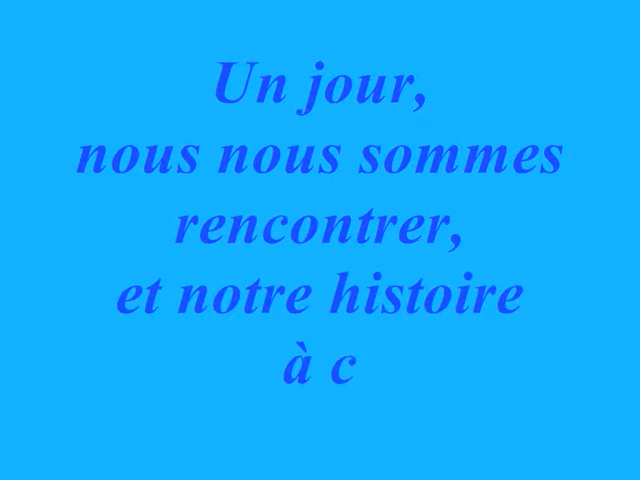 Un jour,
nous nous sommes
rencontrer,
et notre histoire
à c